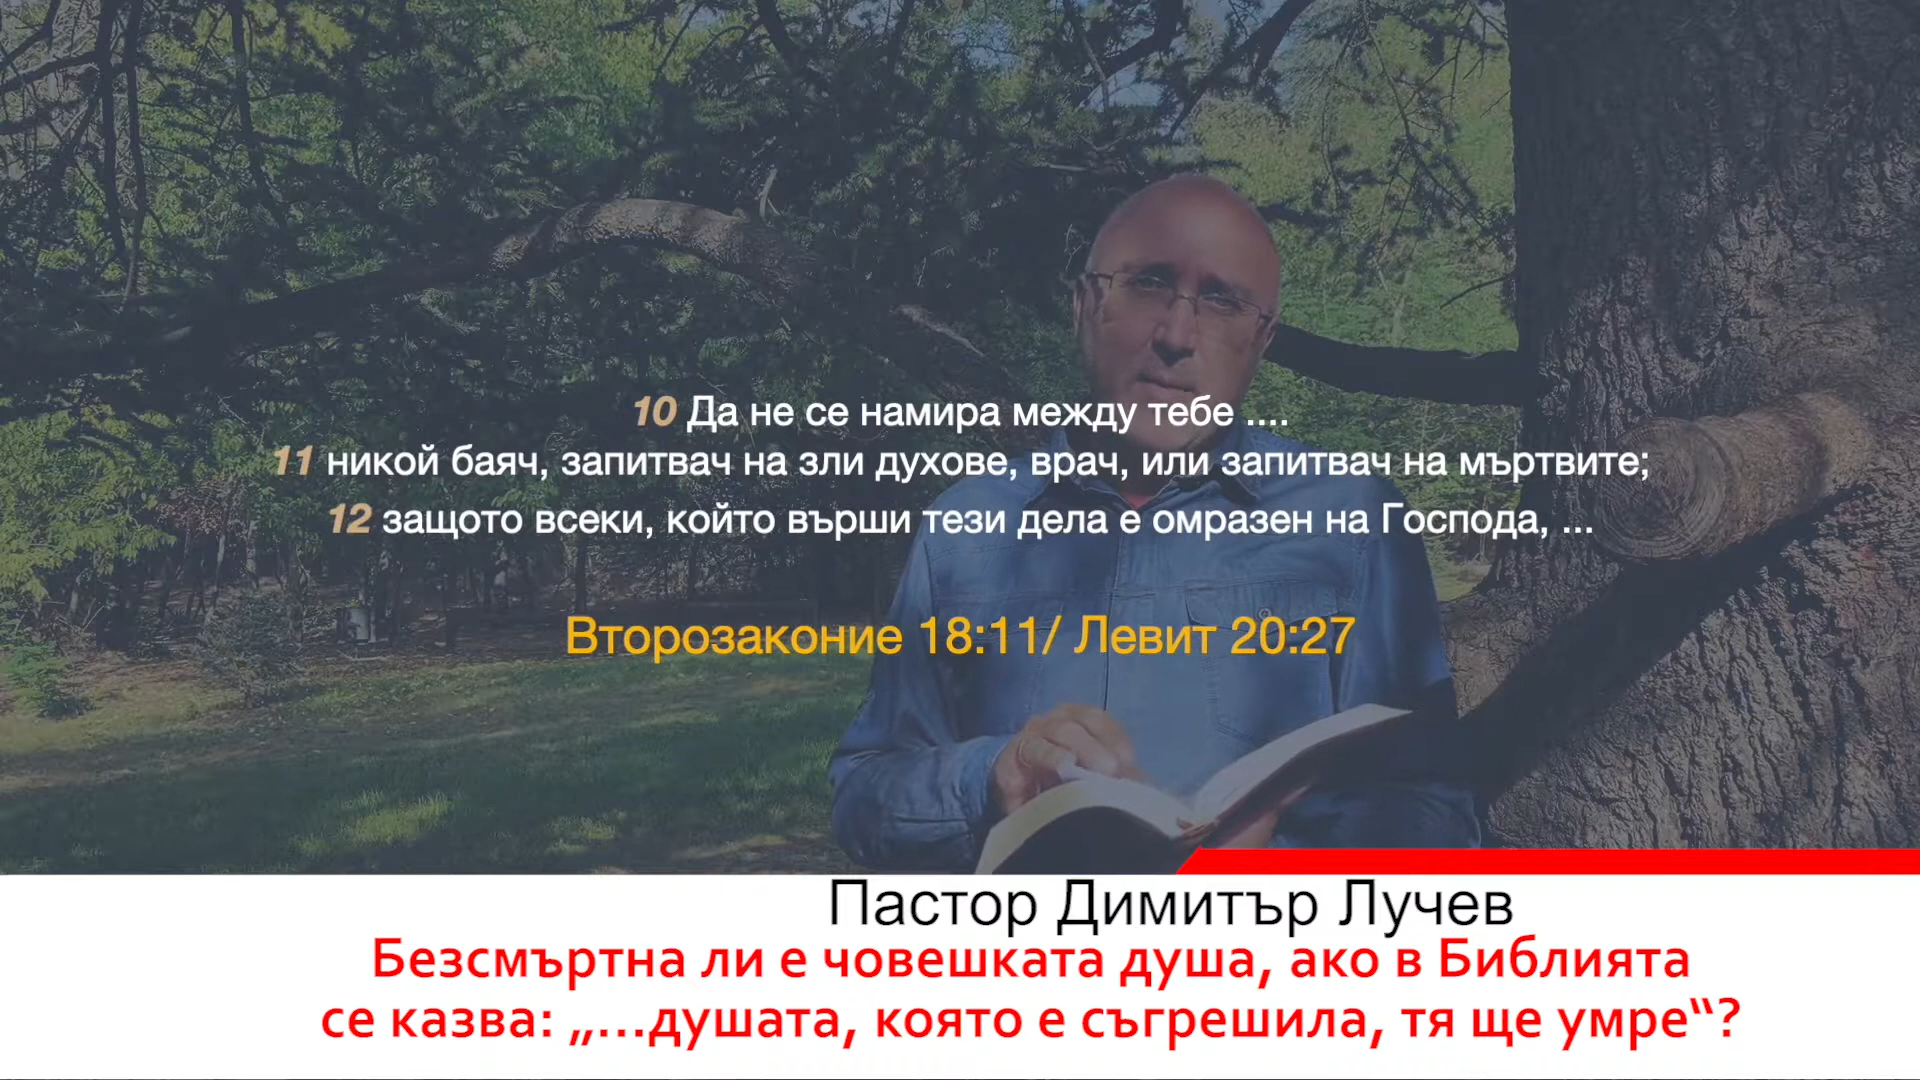 10 Да не се намира между тебе ....
11 никой баяч, запитвач на зли духове, врач, или запитвач на мъртвите;
12 защото всеки, който върши тези дела е омразен на Господа, ...
Второзаконие 18:11/ Левит 20:27
Пастор Димитър Лучев
Безсмъртна ли е човешката душа, ако в Библията
се казва: „...душата, която е съгрешила, тя ще умре“?